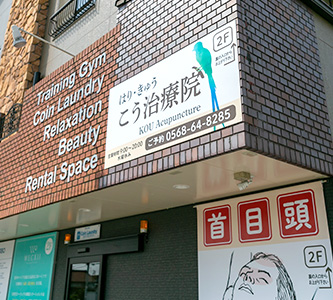 Training Gym
Coin Laundry
Relaxation
Beauty
Rental Space
はり・きゅう
こう治療院
KOU Acupuncture
ご予約 0568-64-8285
2F
首 目 頭
2F